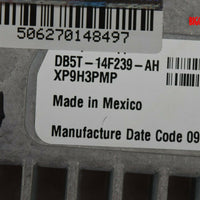 506270148497
DB5T-14F239-AH
XP9H3PMP
Made in Mexico
Manufacture Date Code 09